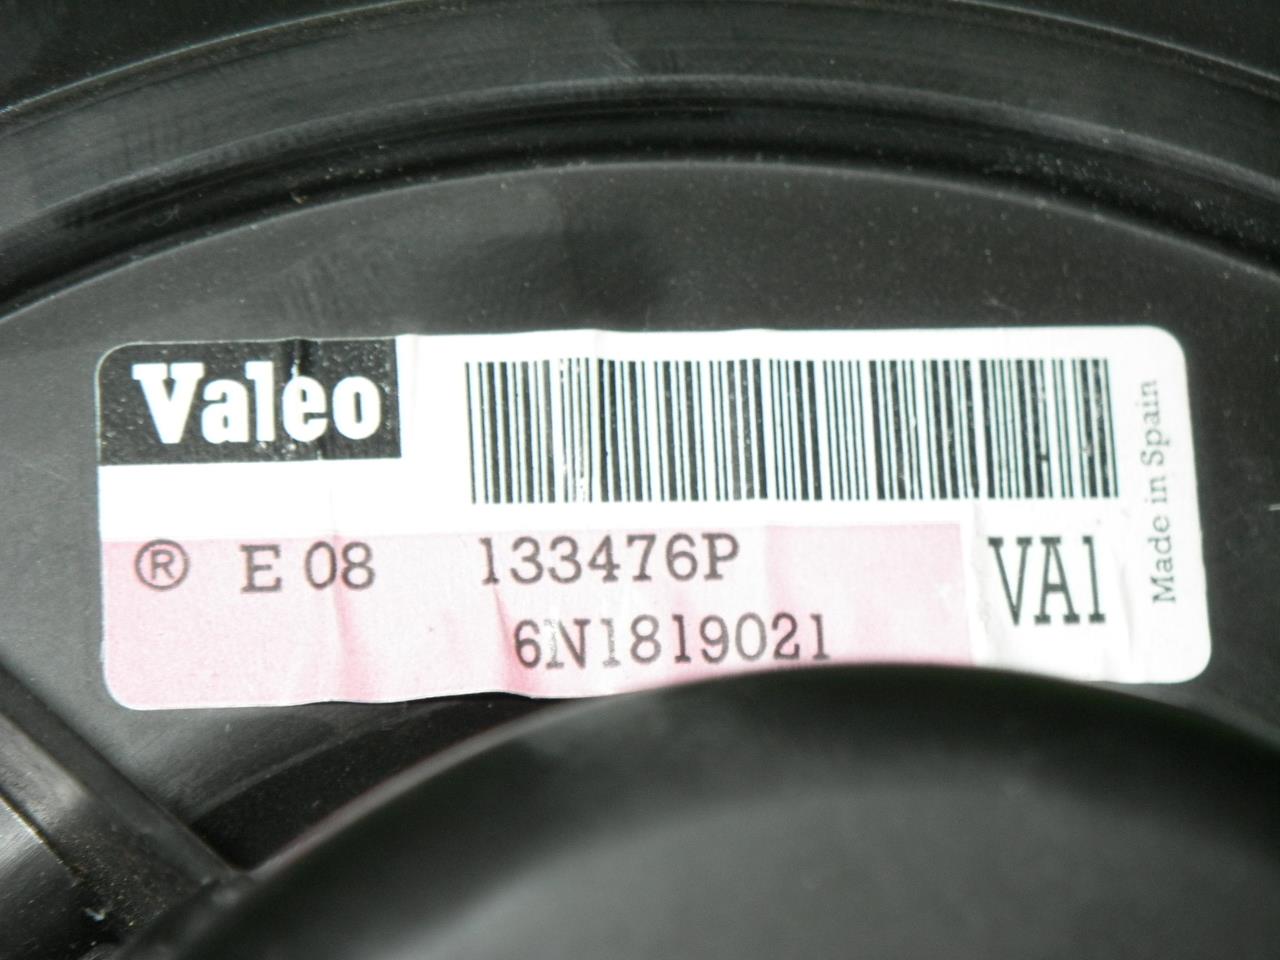 Valeo
® E 08 133476P
6N1819021
VA1
Made in Spain